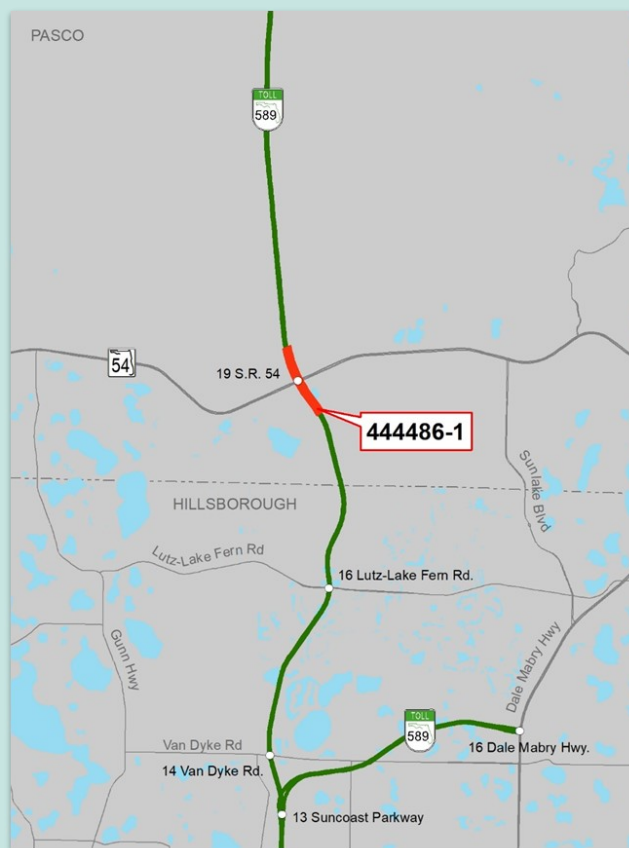 PASCO
TOLL
589
54
19 S.R. 54
444486-1
Sunlake Blvd
HILLSBOROUGH
Lutz-Lake Fern Rd
16 Lutz-Lake Fern Rd.
Gunn Hwy
Dale Mabry Hwy
TOLL
589
Van Dyke Rd
16 Dale Mabry Hwy.
14 Van Dyke Rd.
13 Suncoast Parkway